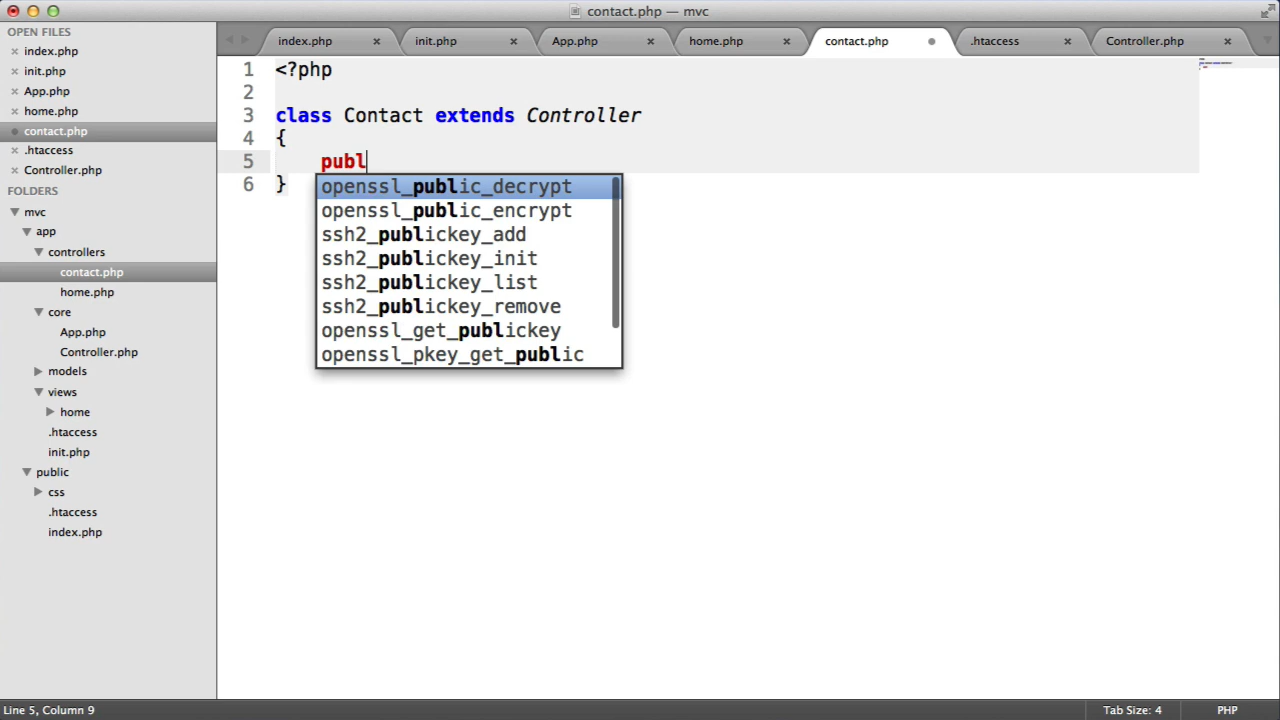 contact.php — mvc
OPEN FILES
index.php
init.php
App.php
home.php
contact.php
.htaccess
Controller.php
FOLDERS
mvc
app
controllers
contact.php
home.php
core
App.php
Controller.php
models
views
home
.htaccess
init.php
public
css
.htaccess
index.php
index.php init.php App.php home.php contact.php .htaccess Controller.php
1 <?php
2
3 class Contact extends Controller
4 {
5 publ
6 }
openssl_public_decrypt
openssl_public_encrypt
ssh2_publickey_add
ssh2_publickey_init
ssh2_publickey_list
ssh2_publickey_remove
openssl_get_publickey
openssl_pkey_get_public
Line 5, Column 9 Tab Size: 4 PHP